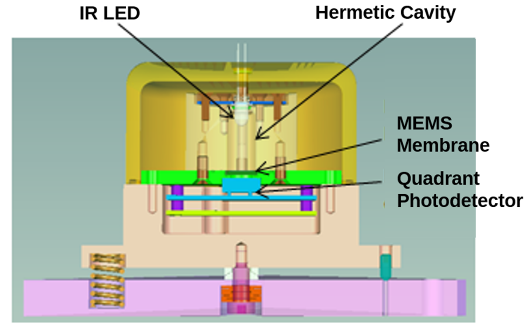 IR LED
Hermetic Cavity
MEMS
Membrane
Quadrant
Photodetector